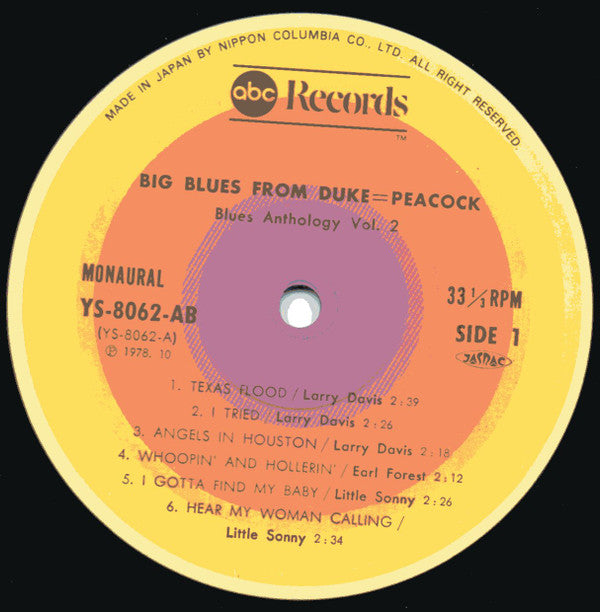 MADE IN JAPAN BY NIPPON COLUMBIA CO., LTD. ALL RIGHT RESERVED.
abc Records
TM
BIG BLUES FROM DUKE=PEACOCK
Blues Anthology Vol. 2
MONAURAL
33 1/3 RPM
YS-8062-AB
SIDE 1
(YS-8062-A)
JASRAC
Ⓟ 1978. 10
1. TEXAS FLOOD / Larry Davis 2:39
2. I TRIED / Larry Davis 2:26
3. ANGELS IN HOUSTON / Larry Davis 2:18
4. WHOOPIN' AND HOLLERIN' / Earl Forest 2:12
5. I GOTTA FIND MY BABY / Little Sonny 2:26
6. HEAR MY WOMAN CALLING /
Little Sonny 2:34